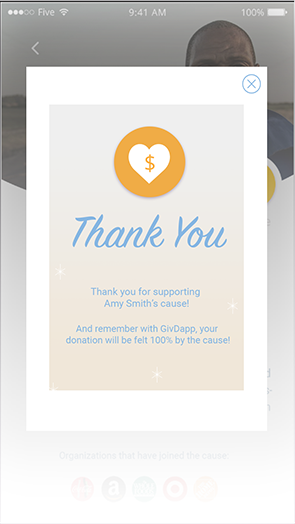 Five 9:41 AM 100%
$
Thank You
Thank you for supporting
Amy Smith's cause!
And remember with GivDapp, your
donation will be felt 100% by the cause!
Organizations that have joined the cause: